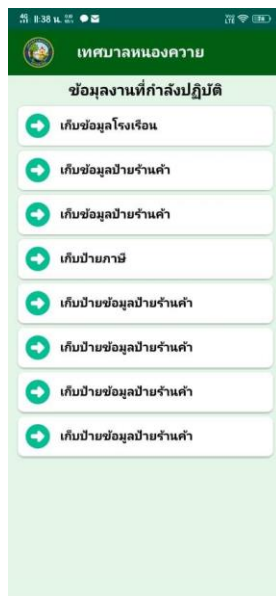 11:38 น.
เทศบาลหนองควาย
ข้อมูลงานที่กำลังปฏิบัติ
เก็บข้อมูลโรงเรือน
เก็บข้อมูลป้ายร้านค้า
เก็บข้อมูลป้ายร้านค้า
เก็บป้ายภาษี
เก็บป้ายข้อมูลป้ายร้านค้า
เก็บป้ายข้อมูลป้ายร้านค้า
เก็บป้ายข้อมูลป้ายร้านค้า
เก็บป้ายข้อมูลป้ายร้านค้า